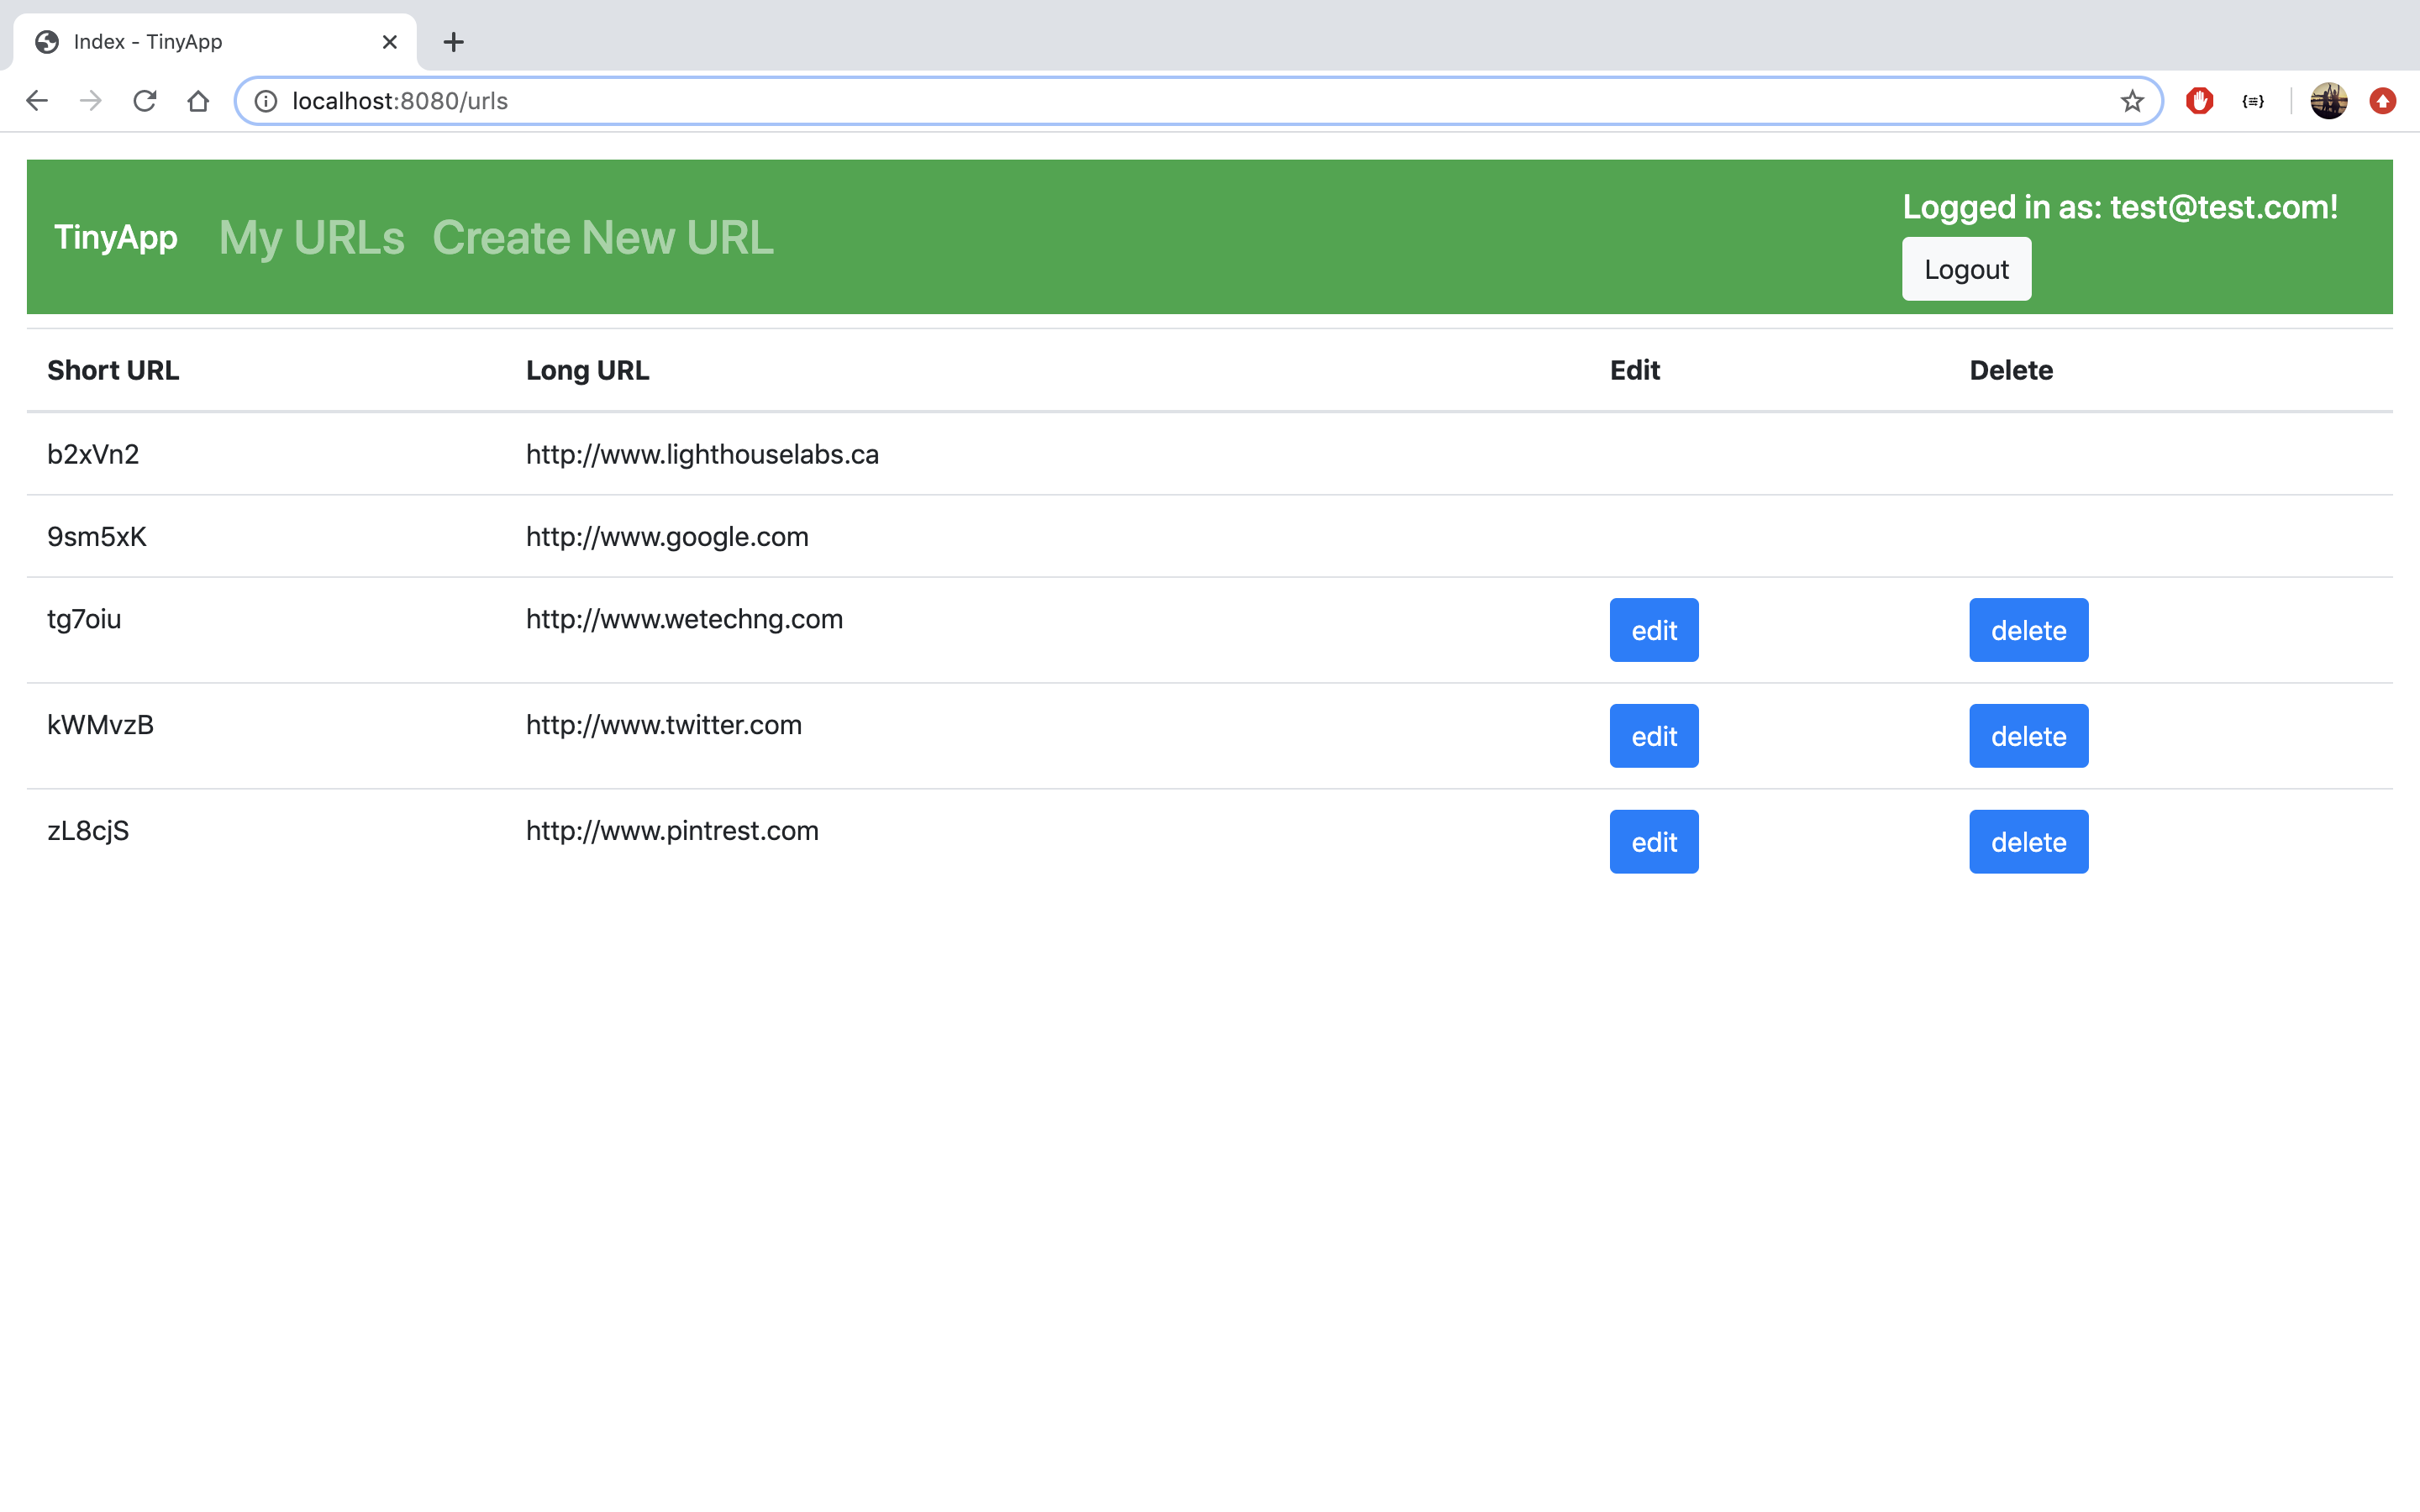 Index - TinyApp
localhost:8080/urls
TinyApp My URLs Create New URL
Logged in as: test@test.com!
Logout
Short URL Long URL Edit Delete
b2xVn2 http://www.lighthouselabs.ca
9sm5xK http://www.google.com
tg7oiu http://www.wetechng.com edit delete
kWMvzB http://www.twitter.com edit delete
zL8cjS http://www.pintrest.com edit delete